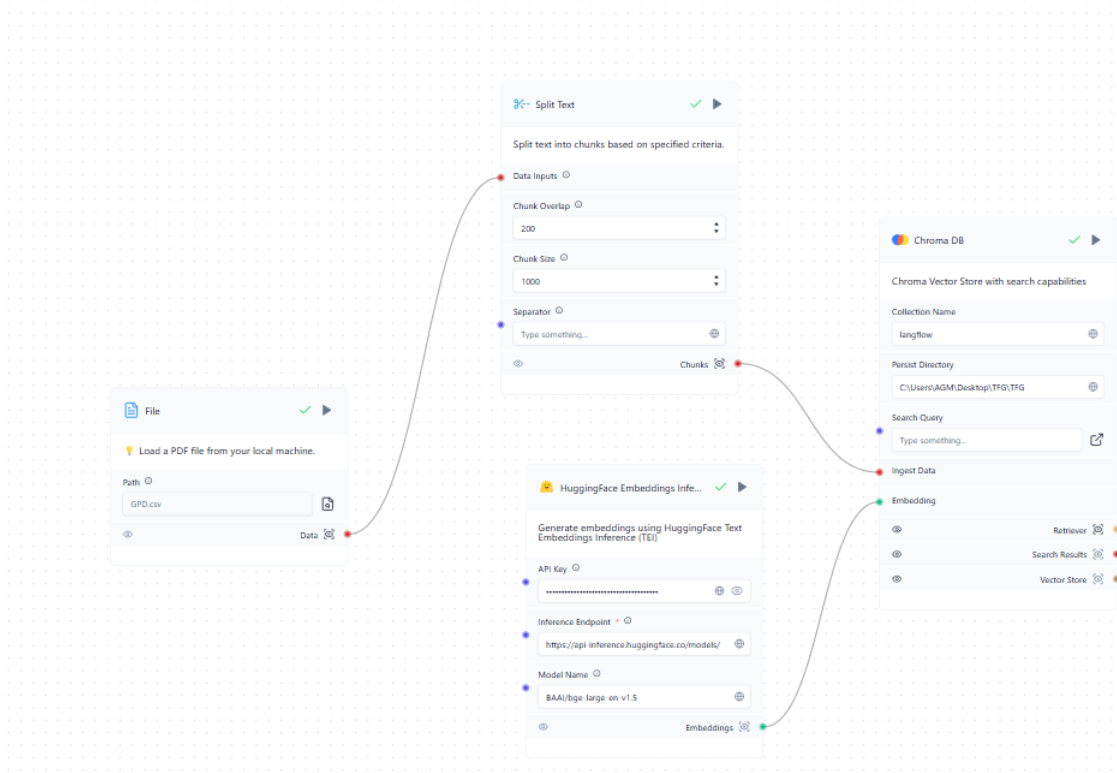 Split Text
Split text into chunks based on specified criteria.
Data Inputs
Chunk Overlap
200
Chunk Size
1000
Separator
Type something...
Chunks
File
💡 Load a PDF file from your local machine.
Path
GPD.csv
Data
HuggingFace Embeddings Infe...
Generate embeddings using HuggingFace Text
Embeddings Inference (TEI)
API Key
••••••••••••••••••••••••••••••••••••
Inference Endpoint *
https://api-inference.huggingface.co/models/
Model Name
BAAI/bge-large-en-v1.5
Embeddings
Chroma DB
Chroma Vector Store with search capabilities
Collection Name
langflow
Persist Directory
C:\Users\AGM\Desktop\TFG\TFG
Search Query
Type something...
Ingest Data
Embedding
Retriever
Search Results
Vector Store